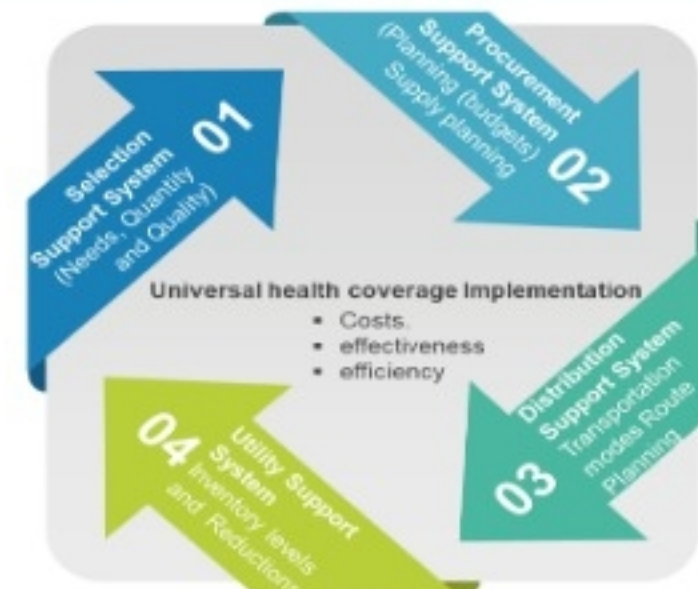 01
Selection
Support System
(Needs, Quantity
and Quality)
Procurement
Support System
(Planning (budgets)
Supply planning
02
Universal health coverage Implementation
▪ Costs.
▪ effectiveness
▪ efficiency
Distribution
Support System
Transportation
modes Route
Planning
03
04
Utility Support
System
Inventory levels
and Reductions